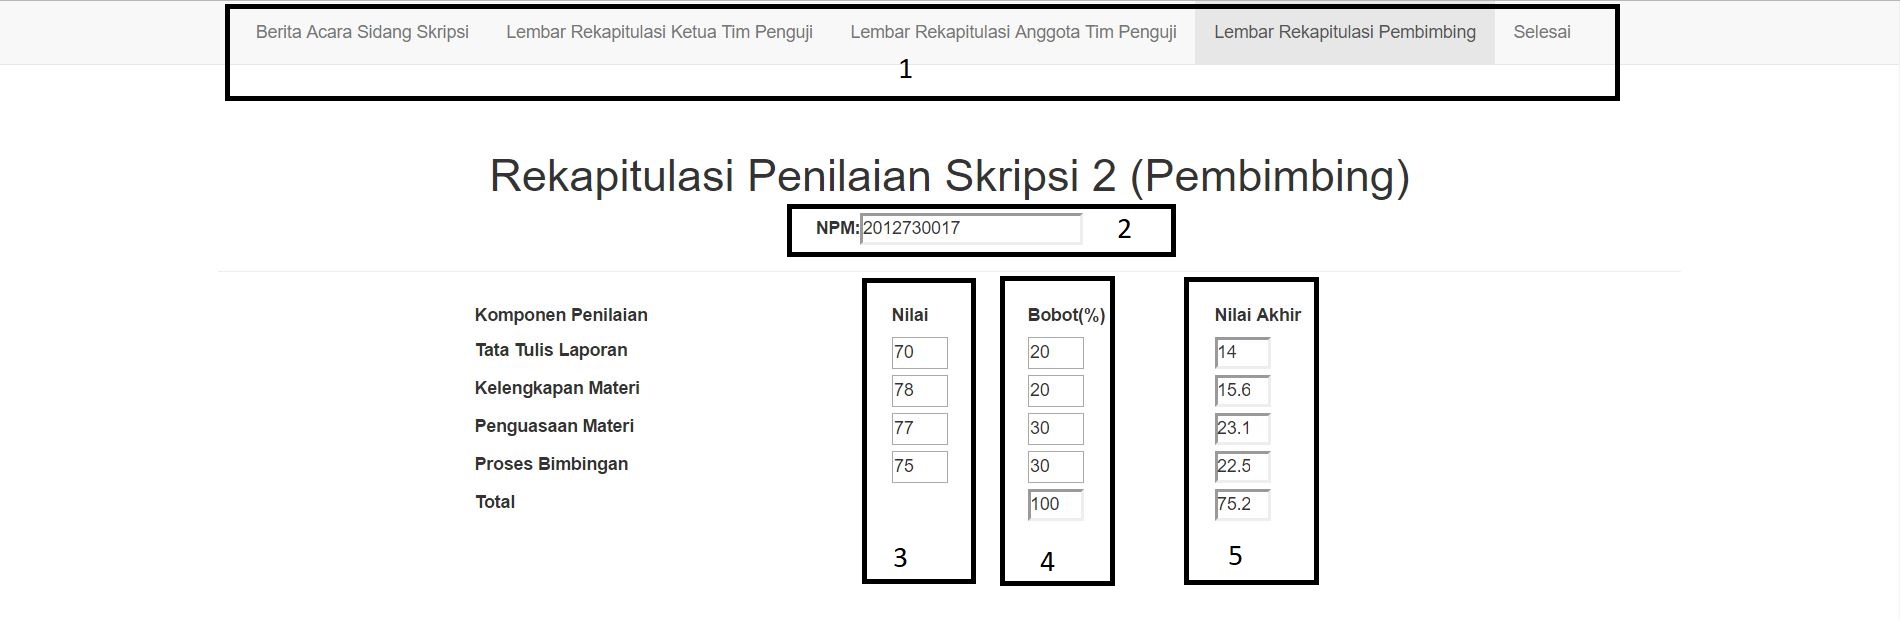 Berita Acara Sidang Skripsi Lembar Rekapitulasi Ketua Tim Penguji Lembar Rekapitulasi Anggota Tim Penguji Lembar Rekapitulasi Pembimbing Selesai
1
Rekapitulasi Penilaian Skripsi 2 (Pembimbing)
NPM: 2012730017 2
Komponen Penilaian Nilai Bobot(%) Nilai Akhir
Tata Tulis Laporan 70 20 14
Kelengkapan Materi 78 20 15.6
Penguasaan Materi 77 30 23.1
Proses Bimbingan 75 30 22.5
Total 100 75.2
3 4 5